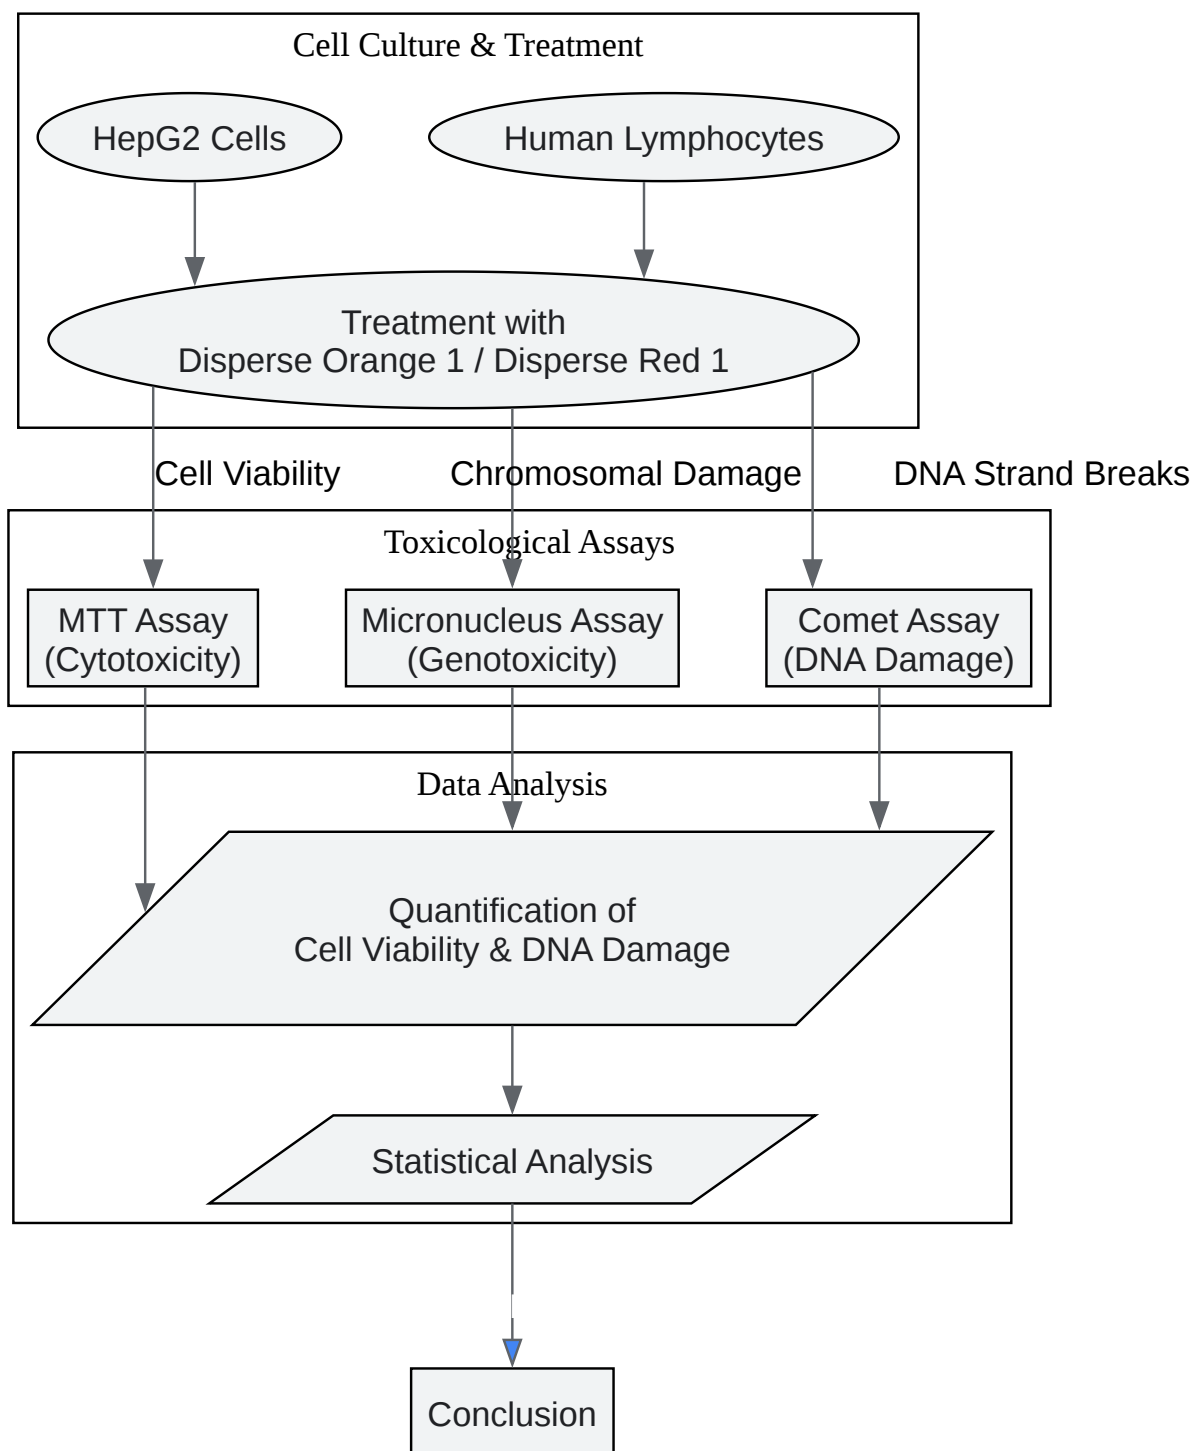 Cell Culture & Treatment
HepG2 Cells
Human Lymphocytes
Treatment with
Disperse Orange 1 / Disperse Red 1
Cell Viability
Chromosomal Damage
DNA Strand Breaks
Toxicological Assays
MTT Assay
(Cytotoxicity)
Micronucleus Assay
(Genotoxicity)
Comet Assay
(DNA Damage)
Data Analysis
Quantification of
Cell Viability & DNA Damage
Statistical Analysis
Conclusion